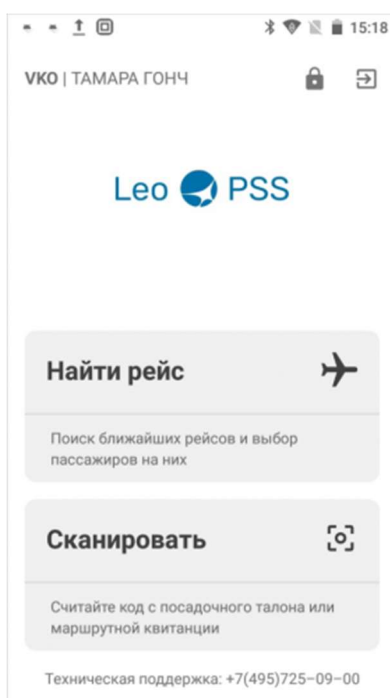 15:18
VKO | ТАМАРА ГОНЧ
Leo PSS
Найти рейс
Поиск ближайших рейсов и выбор
пассажиров на них
Сканировать
Считайте код с посадочного талона или
маршрутной квитанции
Техническая поддержка: +7(495)725-09-00